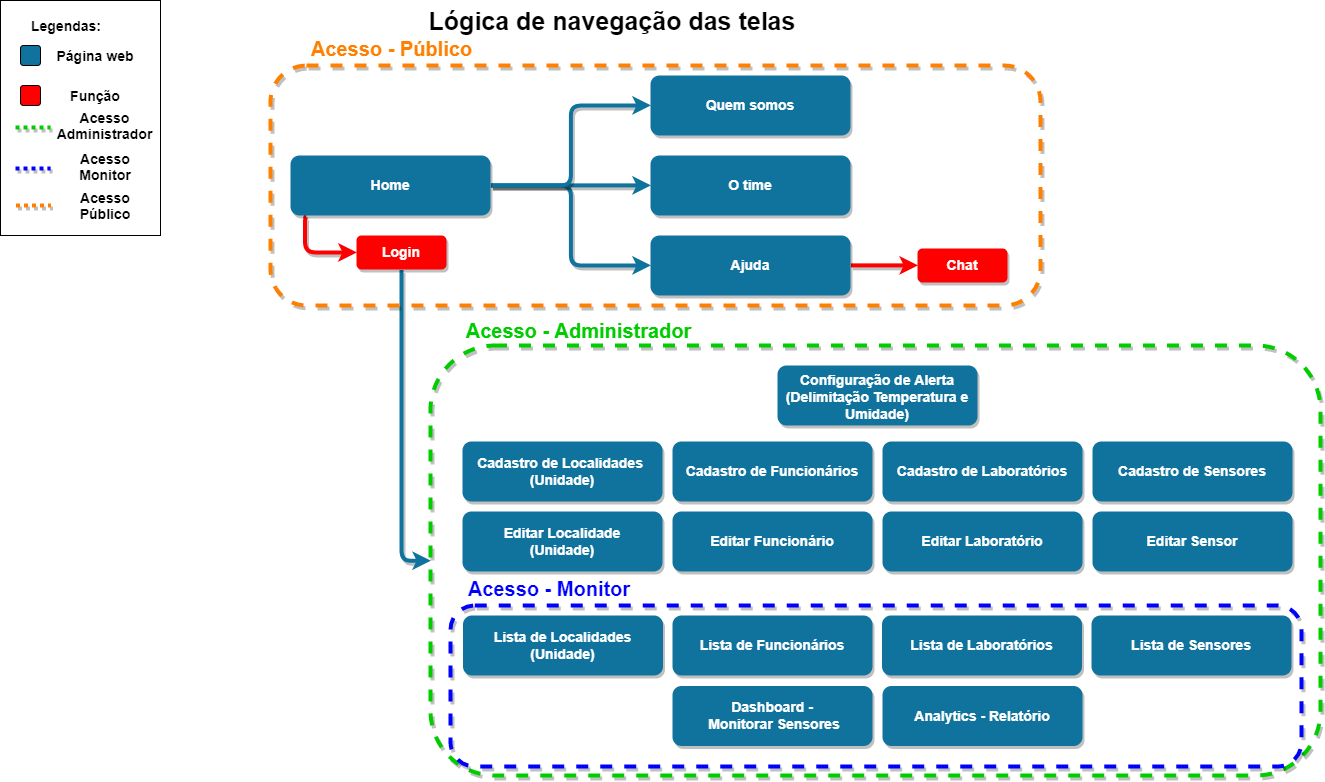 Legendas:
Página web
Função
Acesso
Administrador
Acesso
Monitor
Acesso
Público
Lógica de navegação das telas
Acesso - Público
Quem somos
Home
O time
Login
Ajuda
Chat
Acesso - Administrador
Configuração de Alerta
(Delimitação Temperatura e
Umidade)
Cadastro de Localidades
(Unidade)
Cadastro de Funcionários
Cadastro de Laboratórios
Cadastro de Sensores
Editar Localidade
(Unidade)
Editar Funcionário
Editar Laboratório
Editar Sensor
Acesso - Monitor
Lista de Localidades
(Unidade)
Lista de Funcionários
Lista de Laboratórios
Lista de Sensores
Dashboard -
Monitorar Sensores
Analytics - Relatório